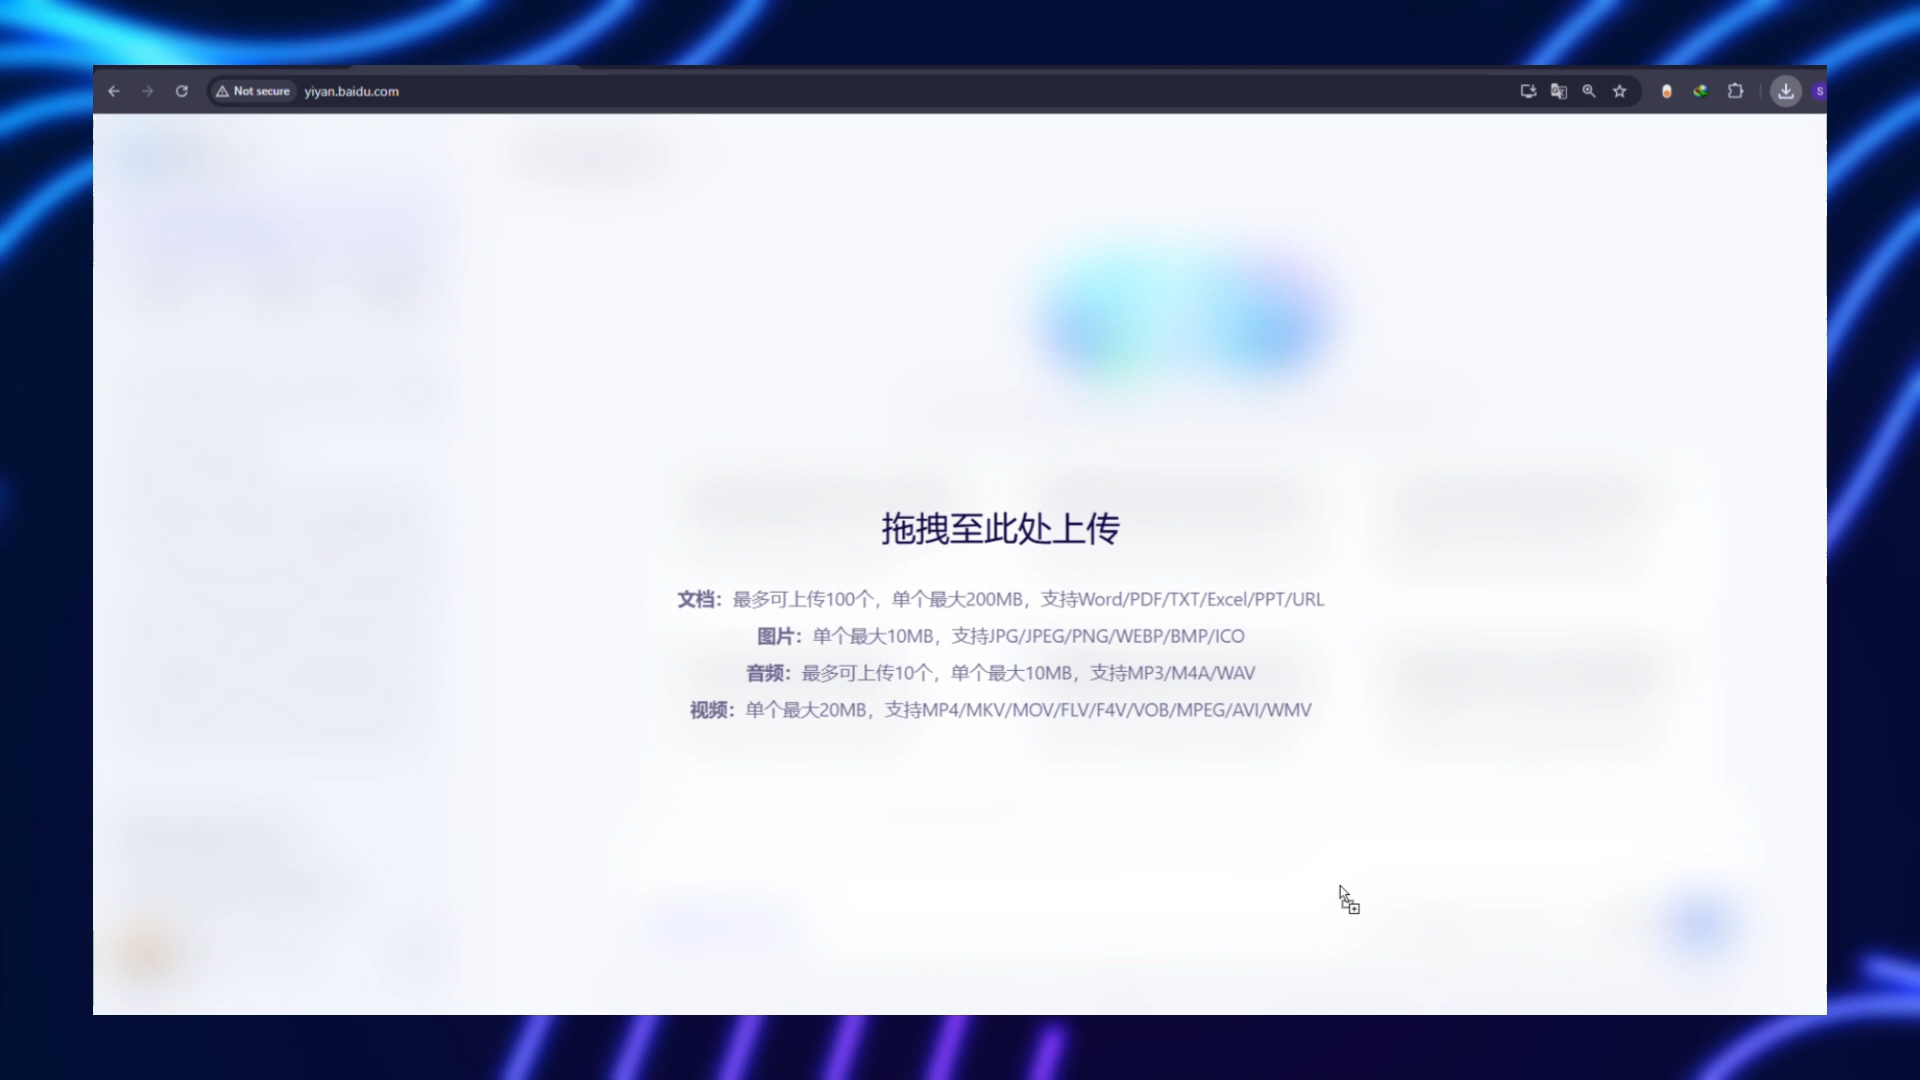 Not secure yiyan.baidu.com
S
拖拽至此处上传
文档：最多可上传100个，单个最大200MB，支持Word/PDF/TXT/Excel/PPT/URL
图片：单个最大10MB，支持JPG/JPEG/PNG/WEBP/BMP/ICO
音频：最多可上传10个，单个最大10MB，支持MP3/M4A/WAV
视频：单个最大20MB，支持MP4/MKV/MOV/FLV/F4V/VOB/MPEG/AVI/WMV